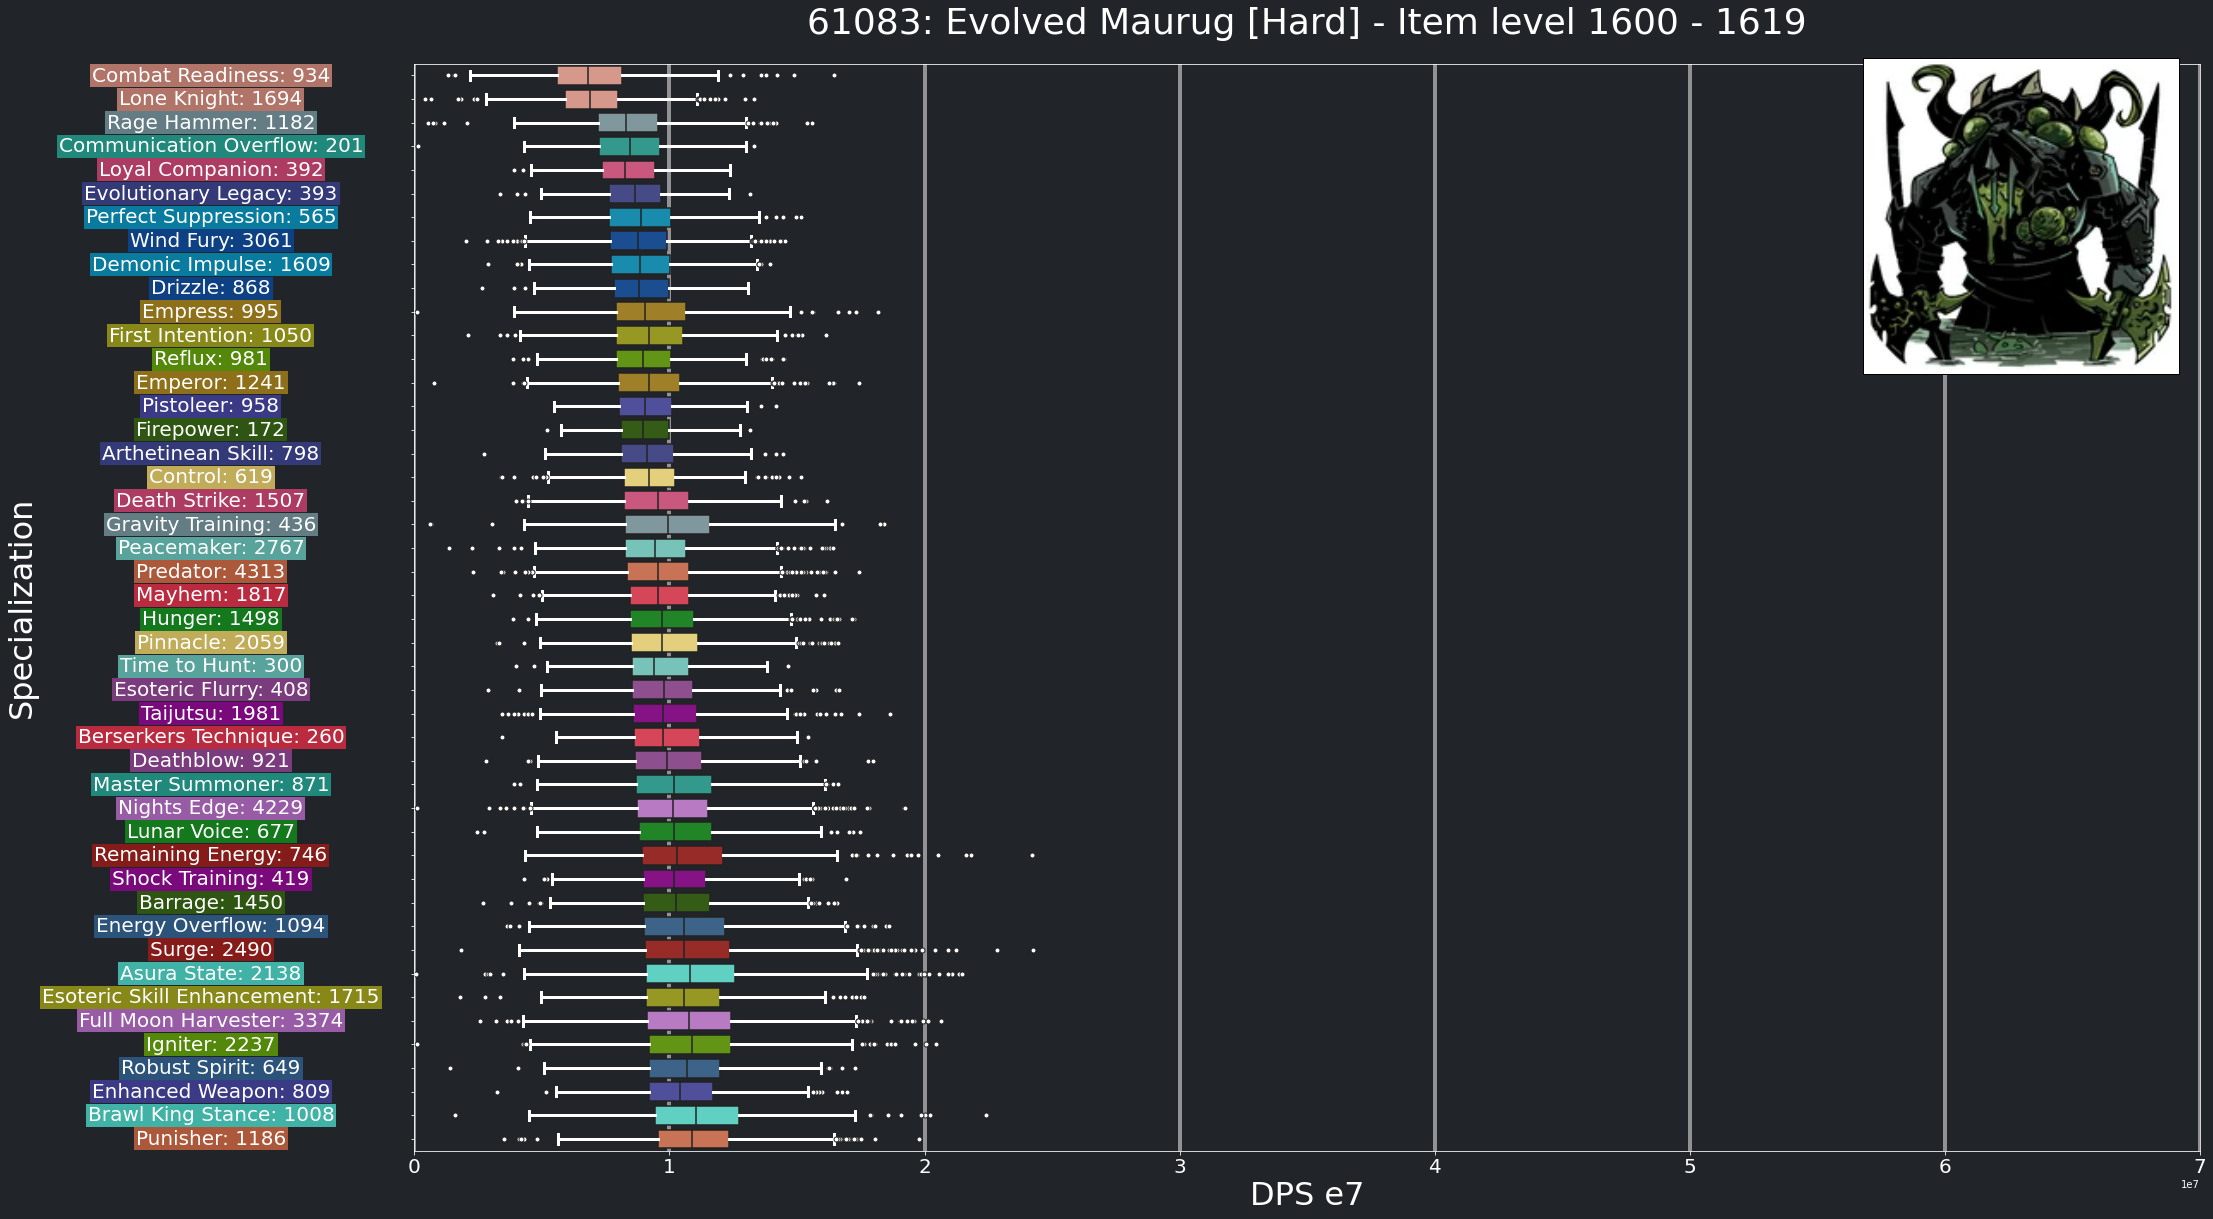 61083: Evolved Maurug [Hard] - Item level 1600 - 1619
Specialization
Combat Readiness: 934
Lone Knight: 1694
Rage Hammer: 1182
Communication Overflow: 201
Loyal Companion: 392
Evolutionary Legacy: 393
Perfect Suppression: 565
Wind Fury: 3061
Demonic Impulse: 1609
Drizzle: 868
Empress: 995
First Intention: 1050
Reflux: 981
Emperor: 1241
Pistoleer: 958
Firepower: 172
Arthetinean Skill: 798
Control: 619
Death Strike: 1507
Gravity Training: 436
Peacemaker: 2767
Predator: 4313
Mayhem: 1817
Hunger: 1498
Pinnacle: 2059
Time to Hunt: 300
Esoteric Flurry: 408
Taijutsu: 1981
Berserkers Technique: 260
Deathblow: 921
Master Summoner: 871
Nights Edge: 4229
Lunar Voice: 677
Remaining Energy: 746
Shock Training: 419
Barrage: 1450
Energy Overflow: 1094
Surge: 2490
Asura State: 2138
Esoteric Skill Enhancement: 1715
Full Moon Harvester: 3374
Igniter: 2237
Robust Spirit: 649
Enhanced Weapon: 809
Brawl King Stance: 1008
Punisher: 1186
0 1 2 3 4 5 6 7
1e7
DPS e7